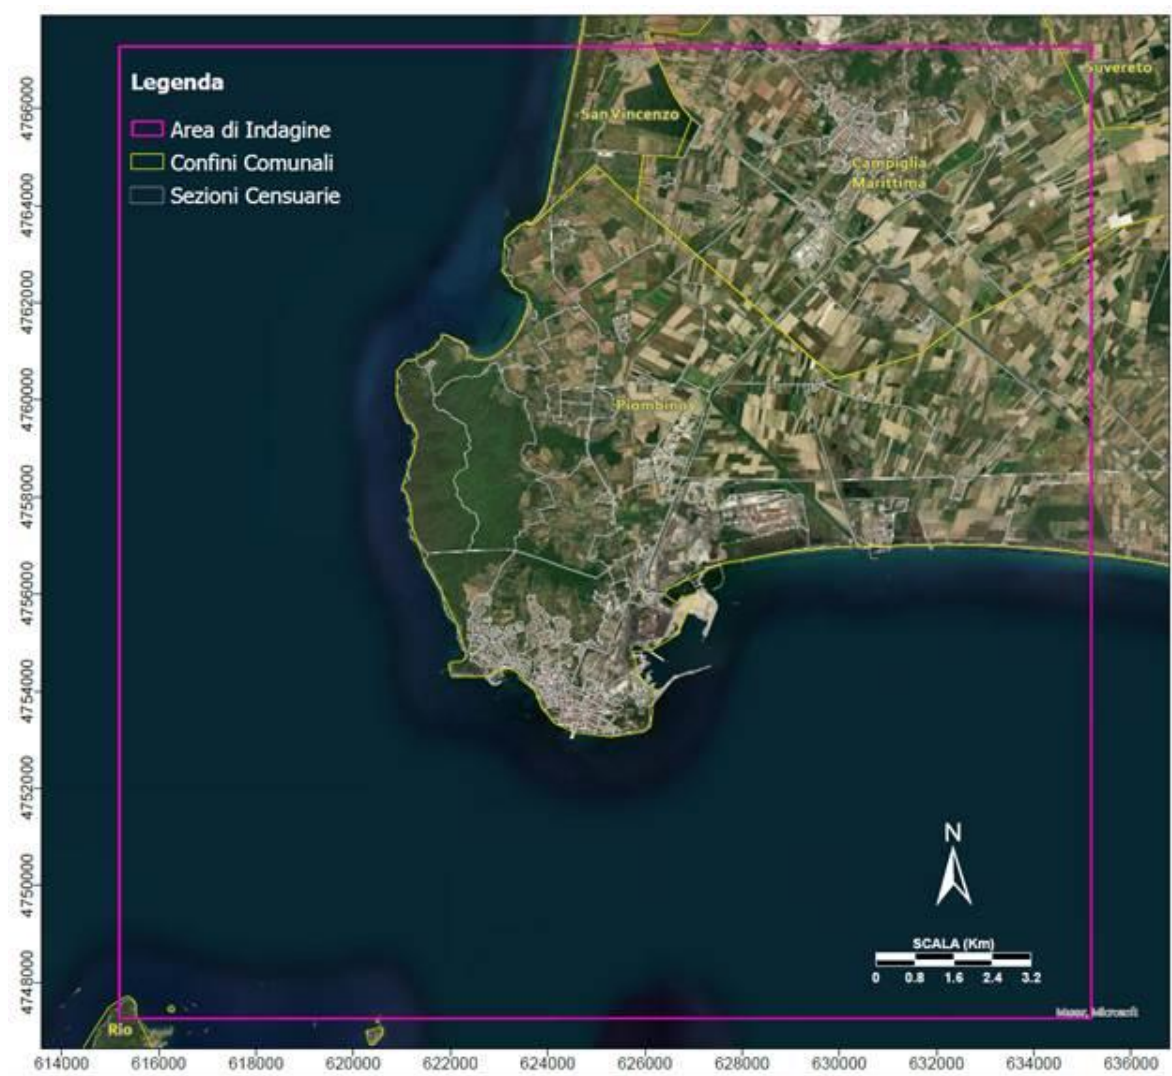 Legenda
Area di Indagine
Confini Comunali
Sezioni Censuarie
Suvereto
San Vincenzo
Campiglia
Marittima
Piombino
Rio
N
SCALA (Km)
0 0.8 1.6 2.4 3.2
Maxar, Microsoft
4766000
4764000
4762000
4760000
4758000
4756000
4754000
4752000
4750000
4748000
614000 616000 618000 620000 622000 624000 626000 628000 630000 632000 634000 636000